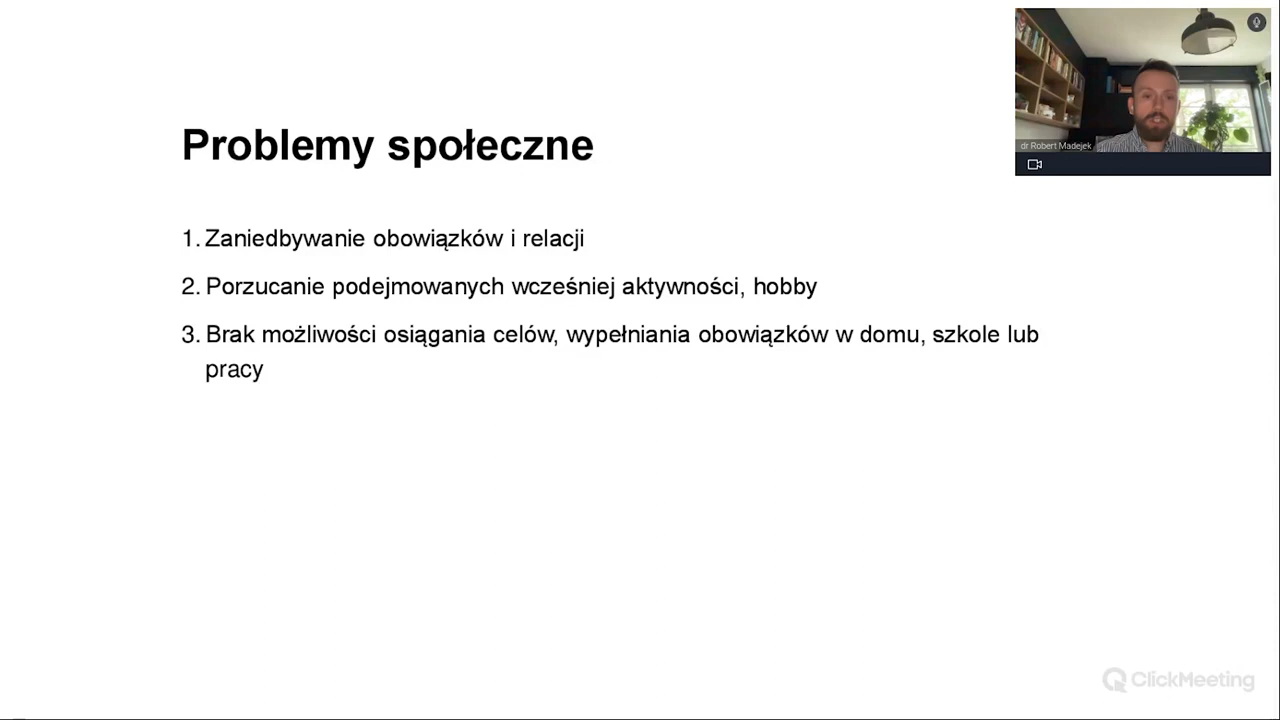 dr Robert Madejek
Problemy społeczne
1. Zaniedbywanie obowiązków i relacji
2. Porzucanie podejmowanych wcześniej aktywności, hobby
3. Brak możliwości osiągania celów, wypełniania obowiązków w domu, szkole lub
pracy
ClickMeeting